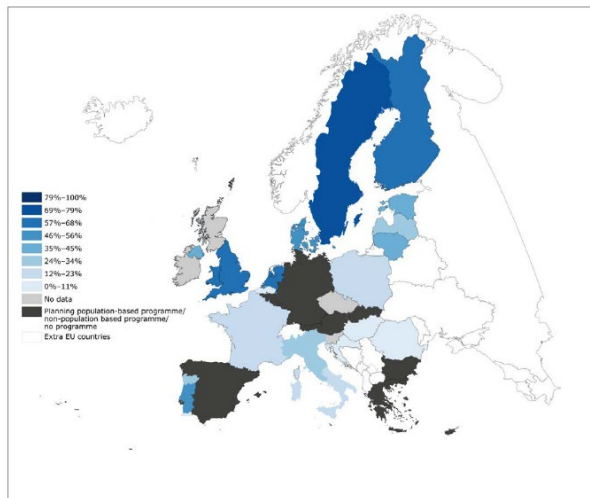 79%–100%
69%–79%
57%–68%
46%–56%
35%–45%
24%–34%
12%–23%
0%–11%
No data
Planning population-based programme/
non-population based programme/
no programme
Extra EU countries